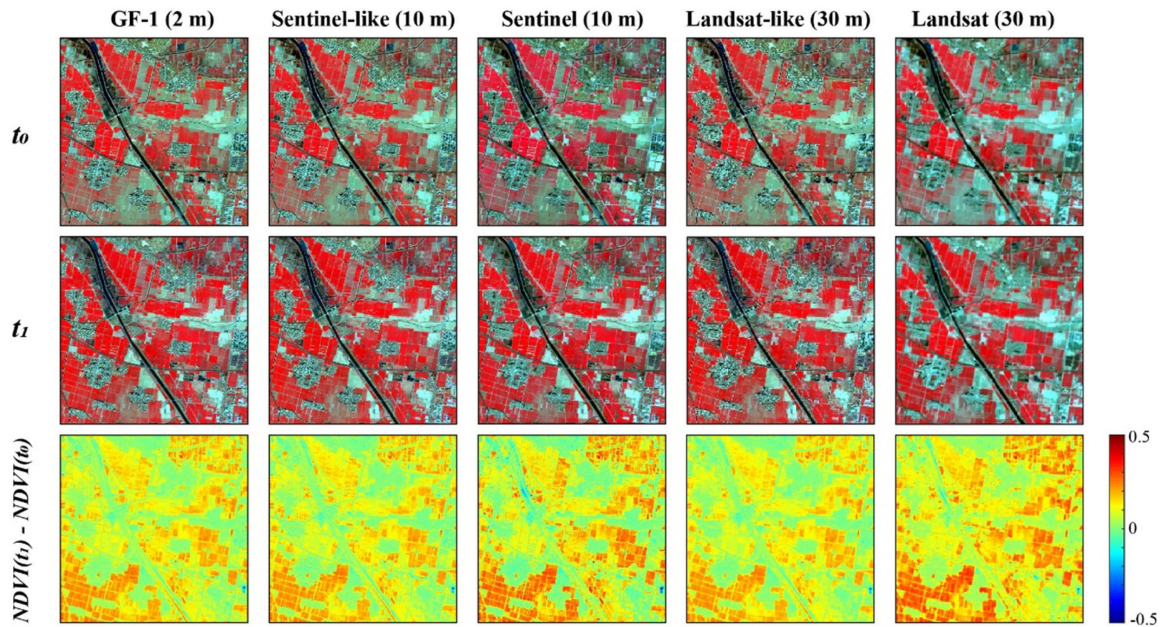 GF-1 (2 m) Sentinel-like (10 m) Sentinel (10 m) Landsat-like (30 m) Landsat (30 m)
t₀
t₁
NDVI(t₁) - NDVI(t₀)
0.5
0
-0.5